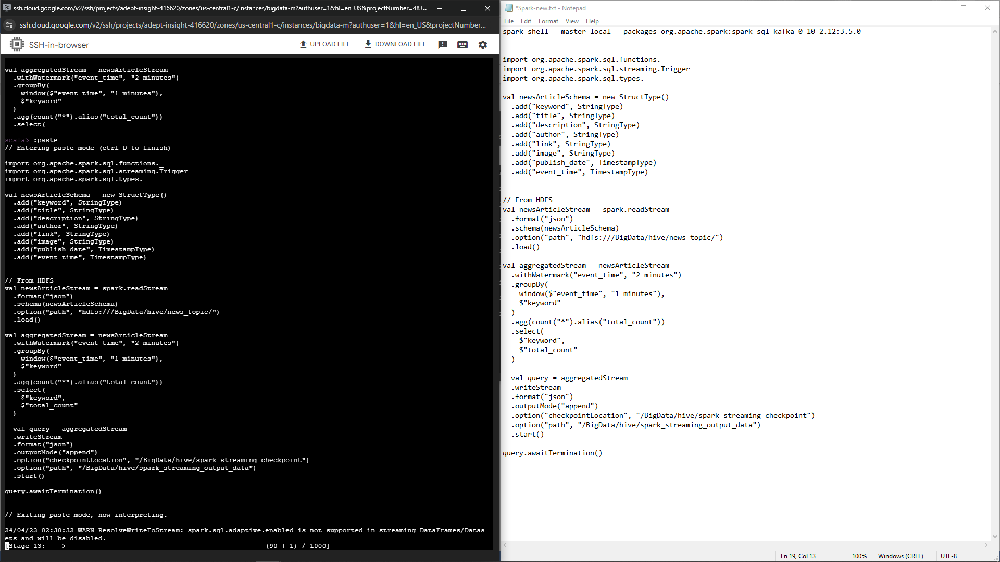 ssh.cloud.google.com/v2/ssh/projects/adept-insight-416620/zones/us-central1-c/instances/bigdata-m?authuser=1&hl=en_US&projectNumber=483...
ssh.cloud.google.com/v2/ssh/projects/adept-insight-416620/zones/us-central1-c/instances/bigdata-m?authuser=1&hl=en_US&projectNumber...
SSH-in-browser
UPLOAD FILE
DOWNLOAD FILE
val aggregatedStream = newsArticleStream
  .withWatermark("event_time", "2 minutes")
  .groupBy(
    window($"event_time", "1 minutes"),
    $"keyword"
  )
  .agg(count("*").alias("total_count"))
  .select(
scala> :paste
// Entering paste mode (ctrl-D to finish)
import org.apache.spark.sql.functions._
import org.apache.spark.sql.streaming.Trigger
import org.apache.spark.sql.types._
val newsArticleSchema = new StructType()
  .add("keyword", StringType)
  .add("title", StringType)
  .add("description", StringType)
  .add("author", StringType)
  .add("link", StringType)
  .add("image", StringType)
  .add("publish_date", TimestampType)
  .add("event_time", TimestampType)
// From HDFS
val newsArticleStream = spark.readStream
  .format("json")
  .schema(newsArticleSchema)
  .option("path", "hdfs:///BigData/hive/news_topic/")
  .load()
val aggregatedStream = newsArticleStream
  .withWatermark("event_time", "2 minutes")
  .groupBy(
    window($"event_time", "1 minutes"),
    $"keyword"
  )
  .agg(count("*").alias("total_count"))
  .select(
    $"keyword",
    $"total_count"
  )
  val query = aggregatedStream
  .writeStream
  .format("json")
  .outputMode("append")
  .option("checkpointLocation", "/BigData/hive/spark_streaming_checkpoint")
  .option("path", "/BigData/hive/spark_streaming_output_data")
  .start()
query.awaitTermination()
// Exiting paste mode, now interpreting.
24/04/23 02:30:32 WARN ResolveWriteToStream: spark.sql.adaptive.enabled is not supported in streaming DataFrames/Datas
ets and will be disabled.
[Stage 13:====>                                                 (90 + 1) / 1000]
*Spark-new.txt - Notepad
File Edit Format View Help
spark-shell --master local --packages org.apache.spark:spark-sql-kafka-0-10_2.12:3.5.0
import org.apache.spark.sql.functions._
import org.apache.spark.sql.streaming.Trigger
import org.apache.spark.sql.types._
val newsArticleSchema = new StructType()
  .add("keyword", StringType)
  .add("title", StringType)
  .add("description", StringType)
  .add("author", StringType)
  .add("link", StringType)
  .add("image", StringType)
  .add("publish_date", TimestampType)
  .add("event_time", TimestampType)
// From HDFS
val newsArticleStream = spark.readStream
  .format("json")
  .schema(newsArticleSchema)
  .option("path", "hdfs:///BigData/hive/news_topic/")
  .load()
val aggregatedStream = newsArticleStream
  .withWatermark("event_time", "2 minutes")
  .groupBy(
    window($"event_time", "1 minutes"),
    $"keyword"
  )
  .agg(count("*").alias("total_count"))
  .select(
    $"keyword",
    $"total_count"
  )
  val query = aggregatedStream
  .writeStream
  .format("json")
  .outputMode("append")
  .option("checkpointLocation", "/BigData/hive/spark_streaming_checkpoint")
  .option("path", "/BigData/hive/spark_streaming_output_data")
  .start()
query.awaitTermination()
Ln 19, Col 13
100%
Windows (CRLF)
UTF-8